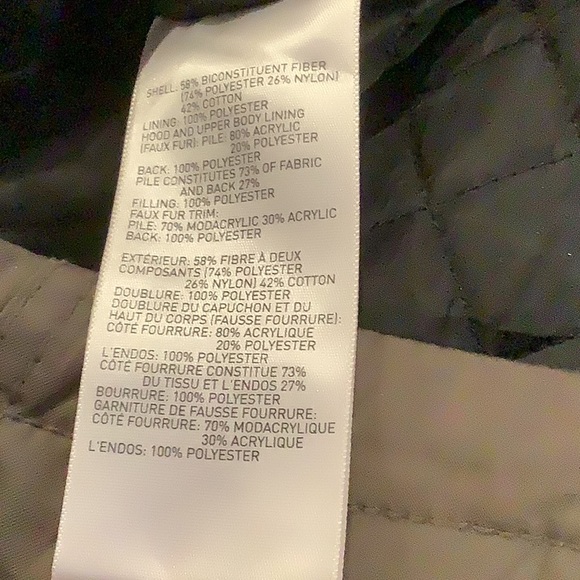 SHELL: 58% BICONSTITUENT FIBER
(74% POLYESTER 26% NYLON)
42% COTTON
LINING: 100% POLYESTER
HOOD AND UPPER BODY LINING
(FAUX FUR): PILE: 80% ACRYLIC
20% POLYESTER
BACK: 100% POLYESTER
PILE CONSTITUTES 73% OF FABRIC
AND BACK 27%
FILLING: 100% POLYESTER
FAUX FUR TRIM:
PILE: 70% MODACRYLIC 30% ACRYLIC
BACK: 100% POLYESTER
EXTÉRIEUR: 58% FIBRE À DEUX
COMPOSANTS (74% POLYESTER
26% NYLON) 42% COTTON
DOUBLURE: 100% POLYESTER
DOUBLURE DU CAPUCHON ET DU
HAUT DU CORPS (FAUSSE FOURRURE):
CÔTÉ FOURRURE: 80% ACRYLIQUE
20% POLYESTER
L'ENDOS: 100% POLYESTER
CÔTÉ FOURRURE CONSTITUE 73%
DU TISSU ET L'ENDOS 27%
BOURRURE: 100% POLYESTER
GARNITURE DE FAUSSE FOURRURE:
CÔTÉ FOURRURE: 70% MODACRYLIQUE
30% ACRYLIQUE
L'ENDOS: 100% POLYESTER